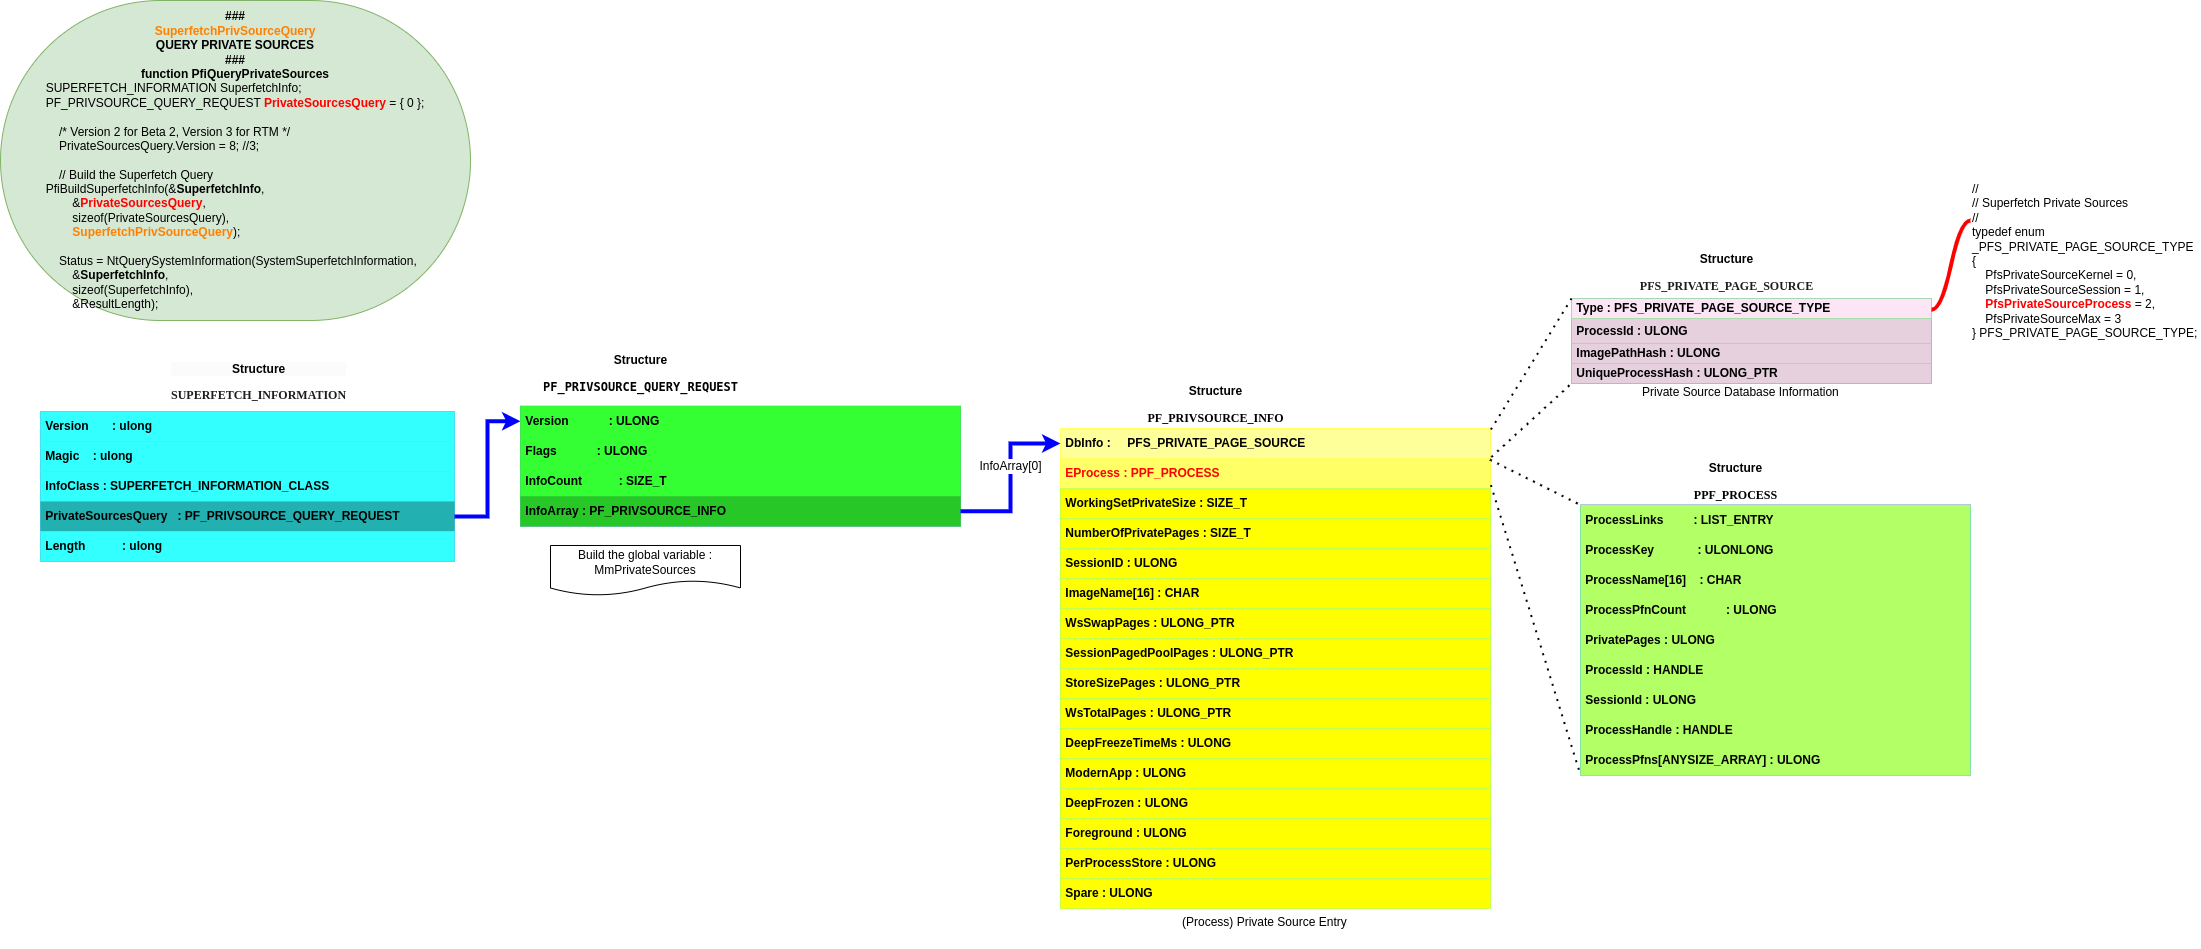 ###
SuperfetchPrivSourceQuery
QUERY PRIVATE SOURCES
###
function PfiQueryPrivateSources
SUPERFETCH_INFORMATION SuperfetchInfo;
PF_PRIVSOURCE_QUERY_REQUEST PrivateSourcesQuery = { 0 };
/* Version 2 for Beta 2, Version 3 for RTM */
PrivateSourcesQuery.Version = 8; //3;
// Build the Superfetch Query
PfiBuildSuperfetchInfo(&SuperfetchInfo,
&PrivateSourcesQuery,
sizeof(PrivateSourcesQuery),
SuperfetchPrivSourceQuery);
Status = NtQuerySystemInformation(SystemSuperfetchInformation,
&SuperfetchInfo,
sizeof(SuperfetchInfo),
&ResultLength);
Structure
SUPERFETCH_INFORMATION
Version : ulong
Magic : ulong
InfoClass : SUPERFETCH_INFORMATION_CLASS
PrivateSourcesQuery : PF_PRIVSOURCE_QUERY_REQUEST
Length : ulong
Structure
PF_PRIVSOURCE_QUERY_REQUEST
Version : ULONG
Flags : ULONG
InfoCount : SIZE_T
InfoArray : PF_PRIVSOURCE_INFO
Build the global variable :
MmPrivateSources
InfoArray[0]
Structure
PF_PRIVSOURCE_INFO
DbInfo : PFS_PRIVATE_PAGE_SOURCE
EProcess : PPF_PROCESS
WorkingSetPrivateSize : SIZE_T
NumberOfPrivatePages : SIZE_T
SessionID : ULONG
ImageName[16] : CHAR
WsSwapPages : ULONG_PTR
SessionPagedPoolPages : ULONG_PTR
StoreSizePages : ULONG_PTR
WsTotalPages : ULONG_PTR
DeepFreezeTimeMs : ULONG
ModernApp : ULONG
DeepFrozen : ULONG
Foreground : ULONG
PerProcessStore : ULONG
Spare : ULONG
(Process) Private Source Entry
Structure
PFS_PRIVATE_PAGE_SOURCE
Type : PFS_PRIVATE_PAGE_SOURCE_TYPE
ProcessId : ULONG
ImagePathHash : ULONG
UniqueProcessHash : ULONG_PTR
Private Source Database Information
//
// Superfetch Private Sources
//
typedef enum
_PFS_PRIVATE_PAGE_SOURCE_TYPE
{
PfsPrivateSourceKernel = 0,
PfsPrivateSourceSession = 1,
PfsPrivateSourceProcess = 2,
PfsPrivateSourceMax = 3
} PFS_PRIVATE_PAGE_SOURCE_TYPE;
Structure
PPF_PROCESS
ProcessLinks : LIST_ENTRY
ProcessKey : ULONLONG
ProcessName[16] : CHAR
ProcessPfnCount : ULONG
PrivatePages : ULONG
ProcessId : HANDLE
SessionId : ULONG
ProcessHandle : HANDLE
ProcessPfns[ANYSIZE_ARRAY] : ULONG